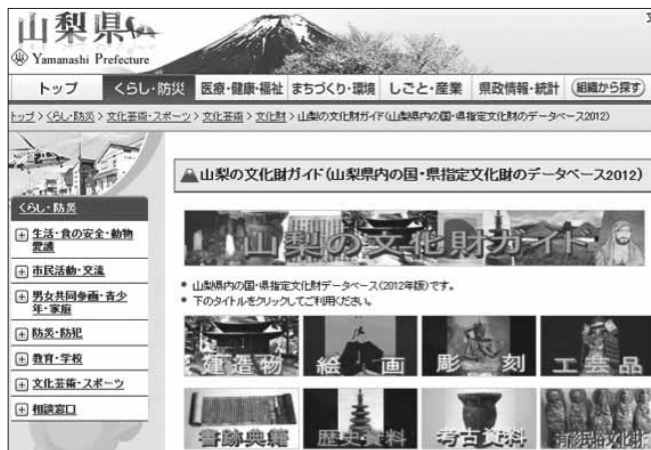 山梨県
Yamanashi Prefecture
トップ くらし・防災 医療・健康・福祉 まちづくり・環境 しごと・産業 県政情報・統計 組織から探す
トップ > くらし・防災 > 文化芸術・スポーツ > 文化芸術 > 文化財 > 山梨の文化財ガイド(山梨県内の国・県指定文化財のデータベース2012)
山梨の文化財ガイド(山梨県内の国・県指定文化財のデータベース2012)
くらし・防災
生活・食の安全・動物
愛護
市民活動・交流
男女共同参画・青少
年・家庭
防災・防犯
教育・学校
文化芸術・スポーツ
相談窓口
山梨の文化財ガイド
山梨県内の国・県指定文化財データベース(2012年版)です。
下のタイトルをクリックしてご利用ください。
建造物 絵画 彫刻 工芸品
書跡典籍 歴史資料 考古資料 有形民俗文化財